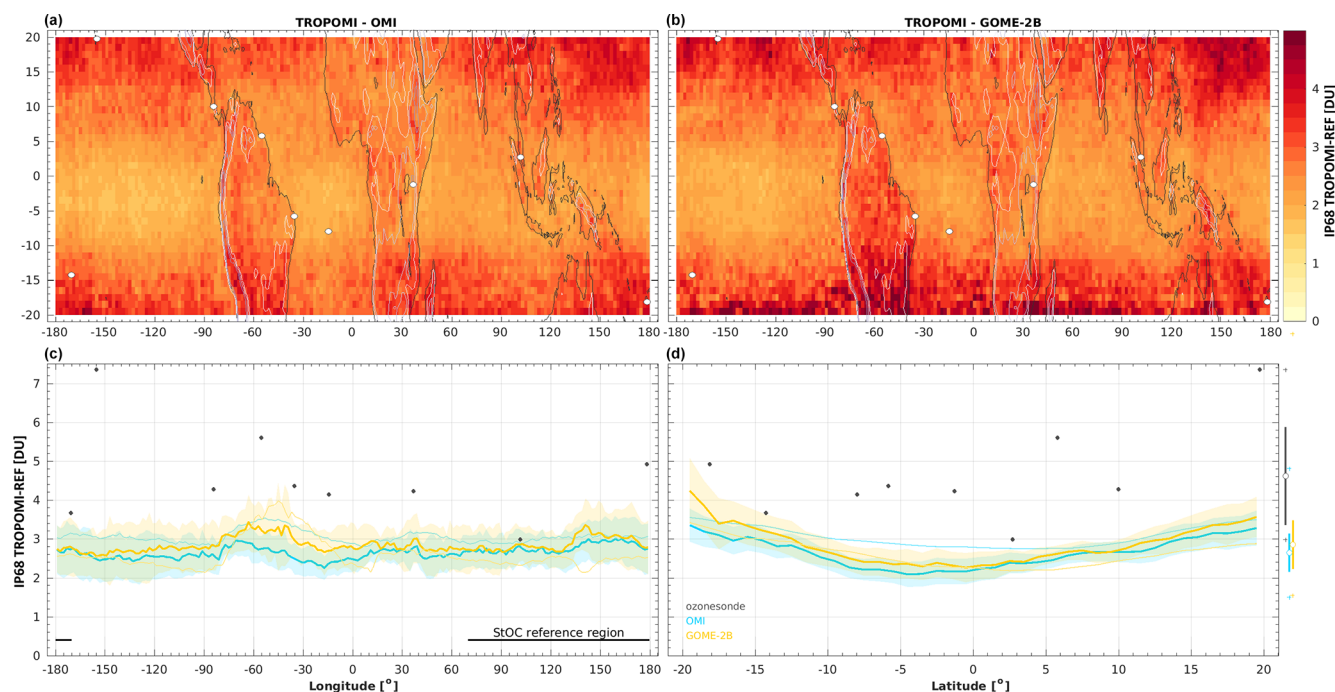 (a)
TROPOMI - OMI
(b)
TROPOMI - GOME-2B
20
15
10
5
0
-5
-10
-15
-20
-180 -150 -120 -90 -60 -30 0 30 60 90 120 150 180
-180 -150 -120 -90 -60 -30 0 30 60 90 120 150 180
4
3
2
1
0
IP68 TROPOMI-REF [DU]
(c)
(d)
7
6
5
4
3
2
1
0
IP68 TROPOMI-REF [DU]
StOC reference region
ozonesonde
OMI
GOME-2B
-180 -150 -120 -90 -60 -30 0 30 60 90 120 150 180
Longitude [°]
-20 -15 -10 -5 0 5 10 15 20
Latitude [°]